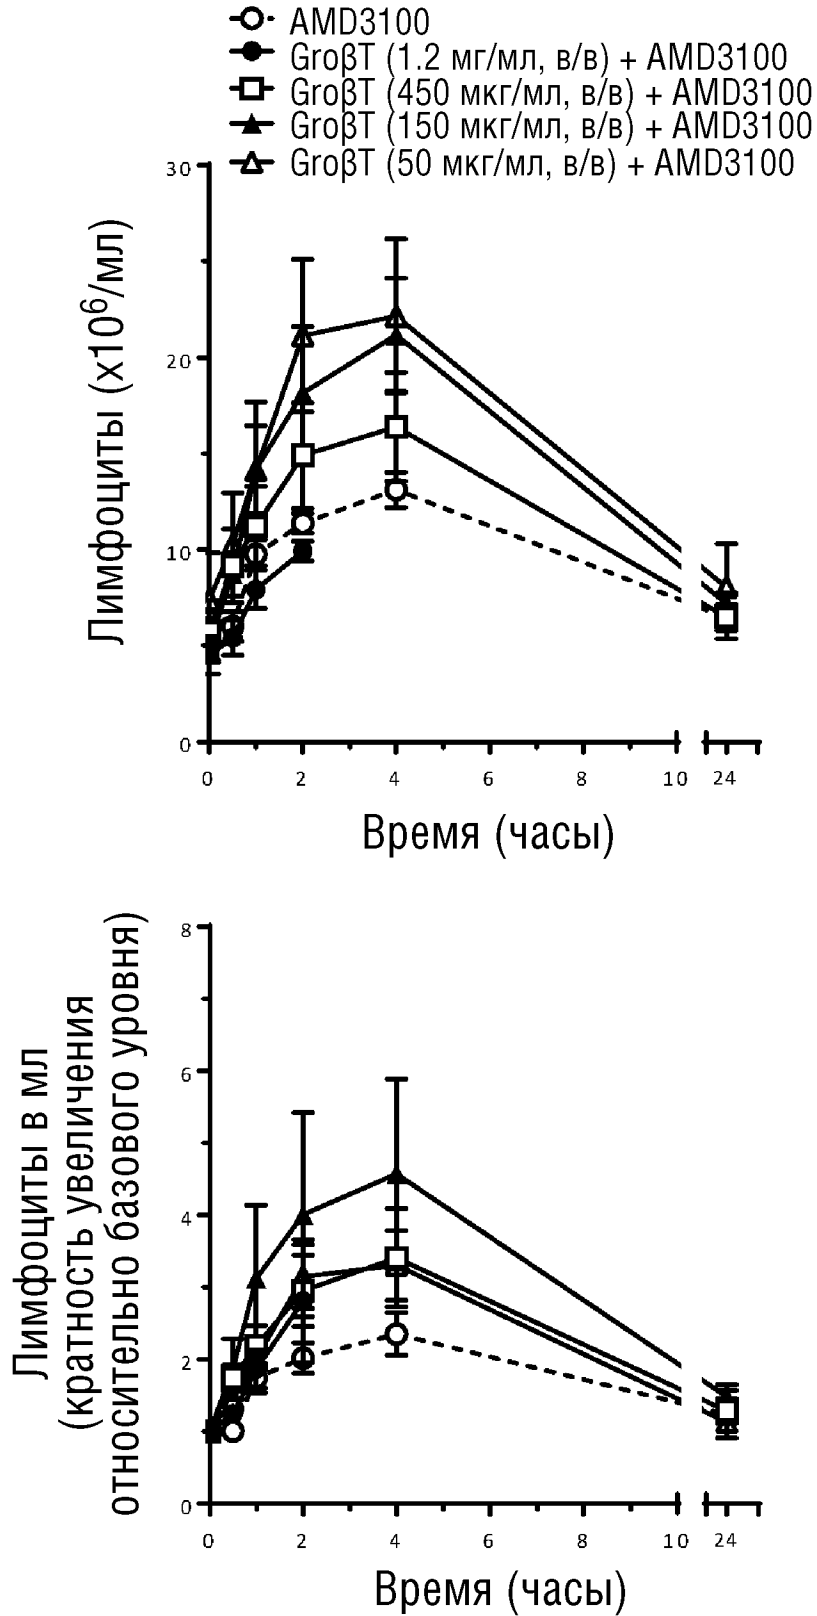 AMD3100
GroβT (1.2 мг/мл, в/в) + AMD3100
GroβT (450 мкг/мл, в/в) + AMD3100
GroβT (150 мкг/мл, в/в) + AMD3100
GroβT (50 мкг/мл, в/в) + AMD3100
Лимфоциты (x10⁶/мл)
30
20
10
0
0 2 4 6 8 10 24
Время (часы)
Лимфоциты в мл
(кратность увеличения
относительно базового уровня)
8
6
4
2
0
0 2 4 6 8 10 24
Время (часы)